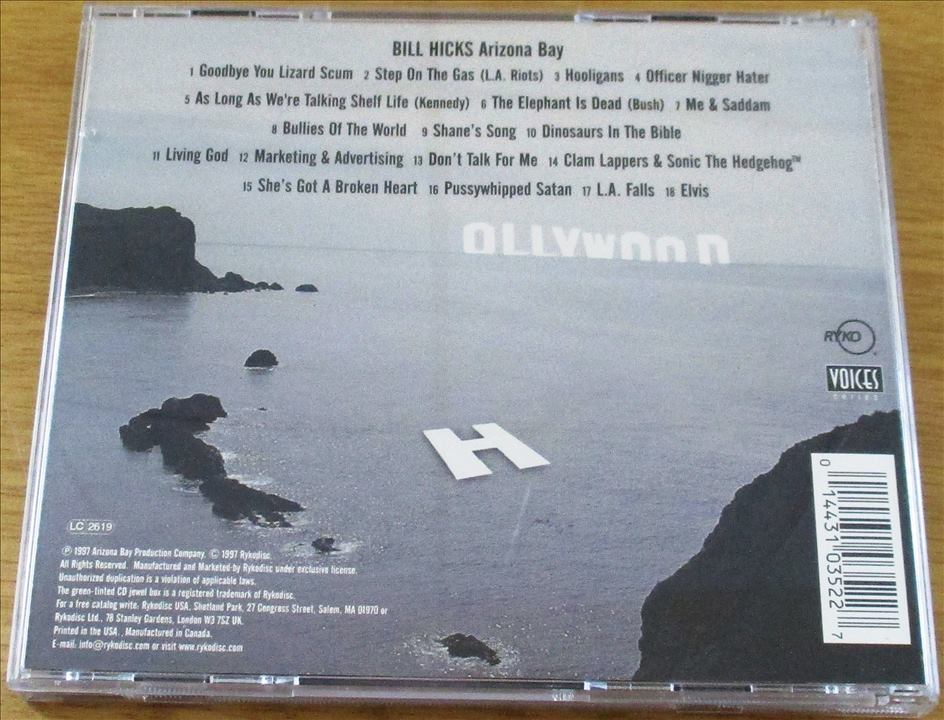 BILL HICKS Arizona Bay
1 Goodbye You Lizard Scum 2 Step On The Gas (L.A. Riots) 3 Hooligans 4 Officer Nigger Hater
5 As Long As We're Talking Shelf Life (Kennedy) 6 The Elephant Is Dead (Bush) 7 Me & Saddam
8 Bullies Of The World 9 Shane's Song 10 Dinosaurs In The Bible
11 Living God 12 Marketing & Advertising 13 Don't Talk For Me 14 Clam Lappers & Sonic The Hedgehog™
15 She's Got A Broken Heart 16 Pussywhipped Satan 17 L.A. Falls 18 Elvis
OLLYWOOD
H
RYKO
VOICES
series
LC 2619
℗ 1997 Arizona Bay Production Company. © 1997 Rykodisc.
All Rights Reserved. Manufactured and Marketed by Rykodisc under exclusive license.
Unauthorized duplication is a violation of applicable laws.
The green-tinted CD jewel box is a registered trademark of Rykodisc.
For a free catalog write: Rykodisc USA, Shetland Park, 27 Congress Street, Salem, MA 01970 or
Rykodisc Ltd., 78 Stanley Gardens, London W3 7SZ UK.
Printed in the USA. Manufactured in Canada.
E-mail: info@rykodisc.com or visit www.rykodisc.com
0 14431 03522 7